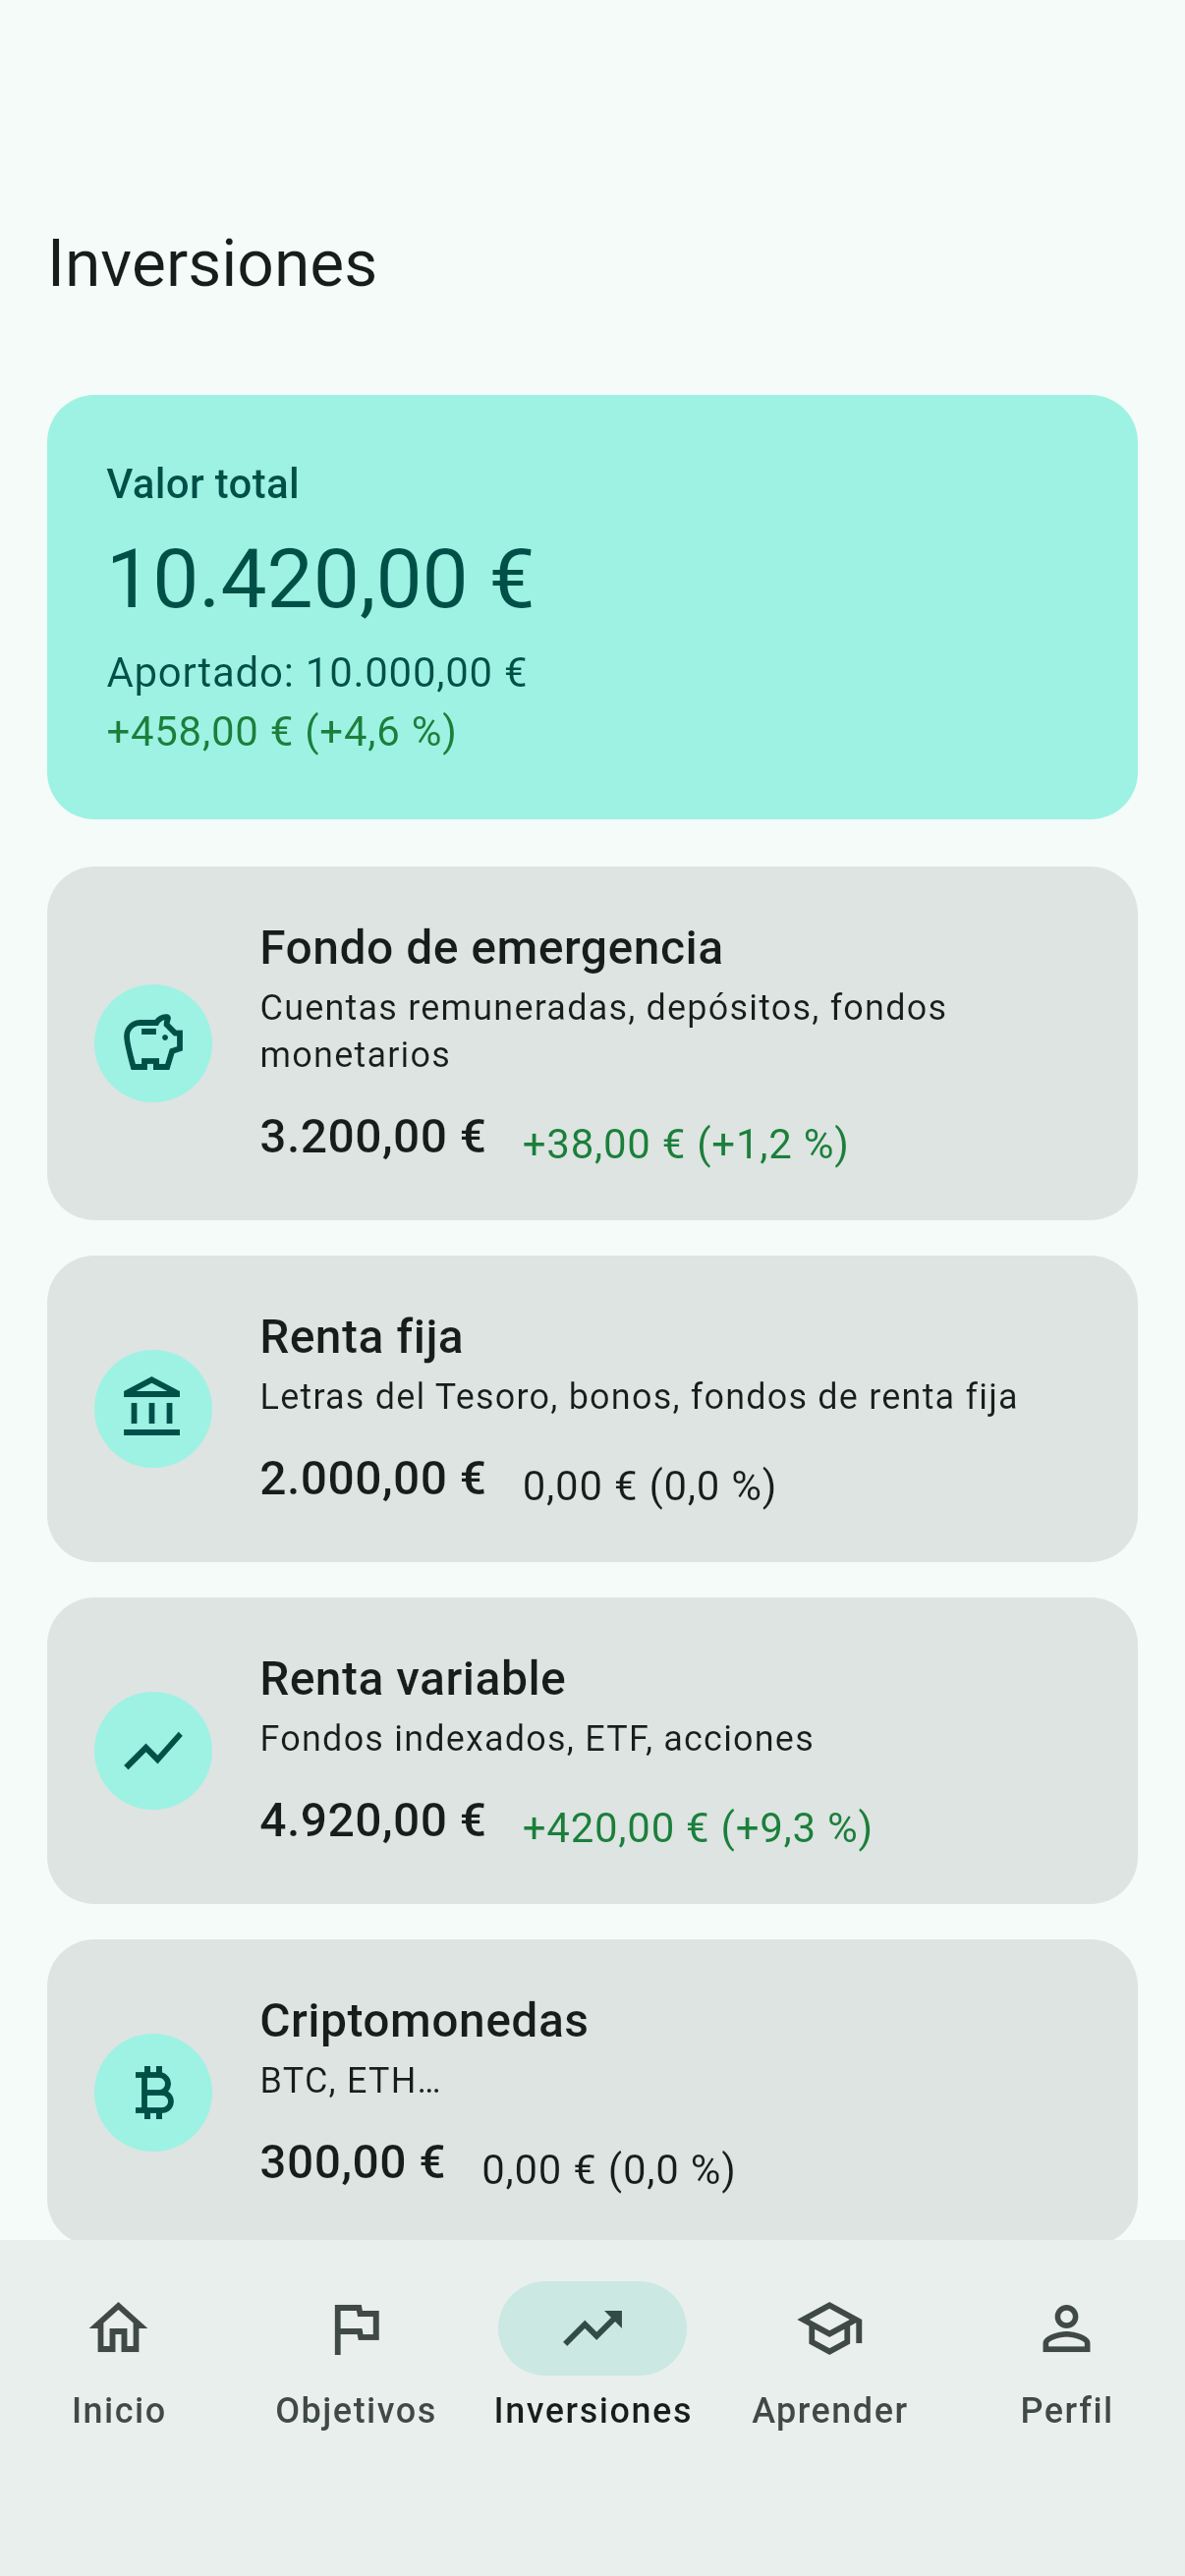 Inversiones
Valor total
10.420,00 €
Aportado: 10.000,00 €
+458,00 € (+4,6 %)
Fondo de emergencia
Cuentas remuneradas, depósitos, fondos
monetarios
3.200,00 € +38,00 € (+1,2 %)
Renta fija
Letras del Tesoro, bonos, fondos de renta fija
2.000,00 € 0,00 € (0,0 %)
Renta variable
Fondos indexados, ETF, acciones
4.920,00 € +420,00 € (+9,3 %)
Criptomonedas
BTC, ETH…
300,00 € 0,00 € (0,0 %)
Inicio Objetivos Inversiones Aprender Perfil